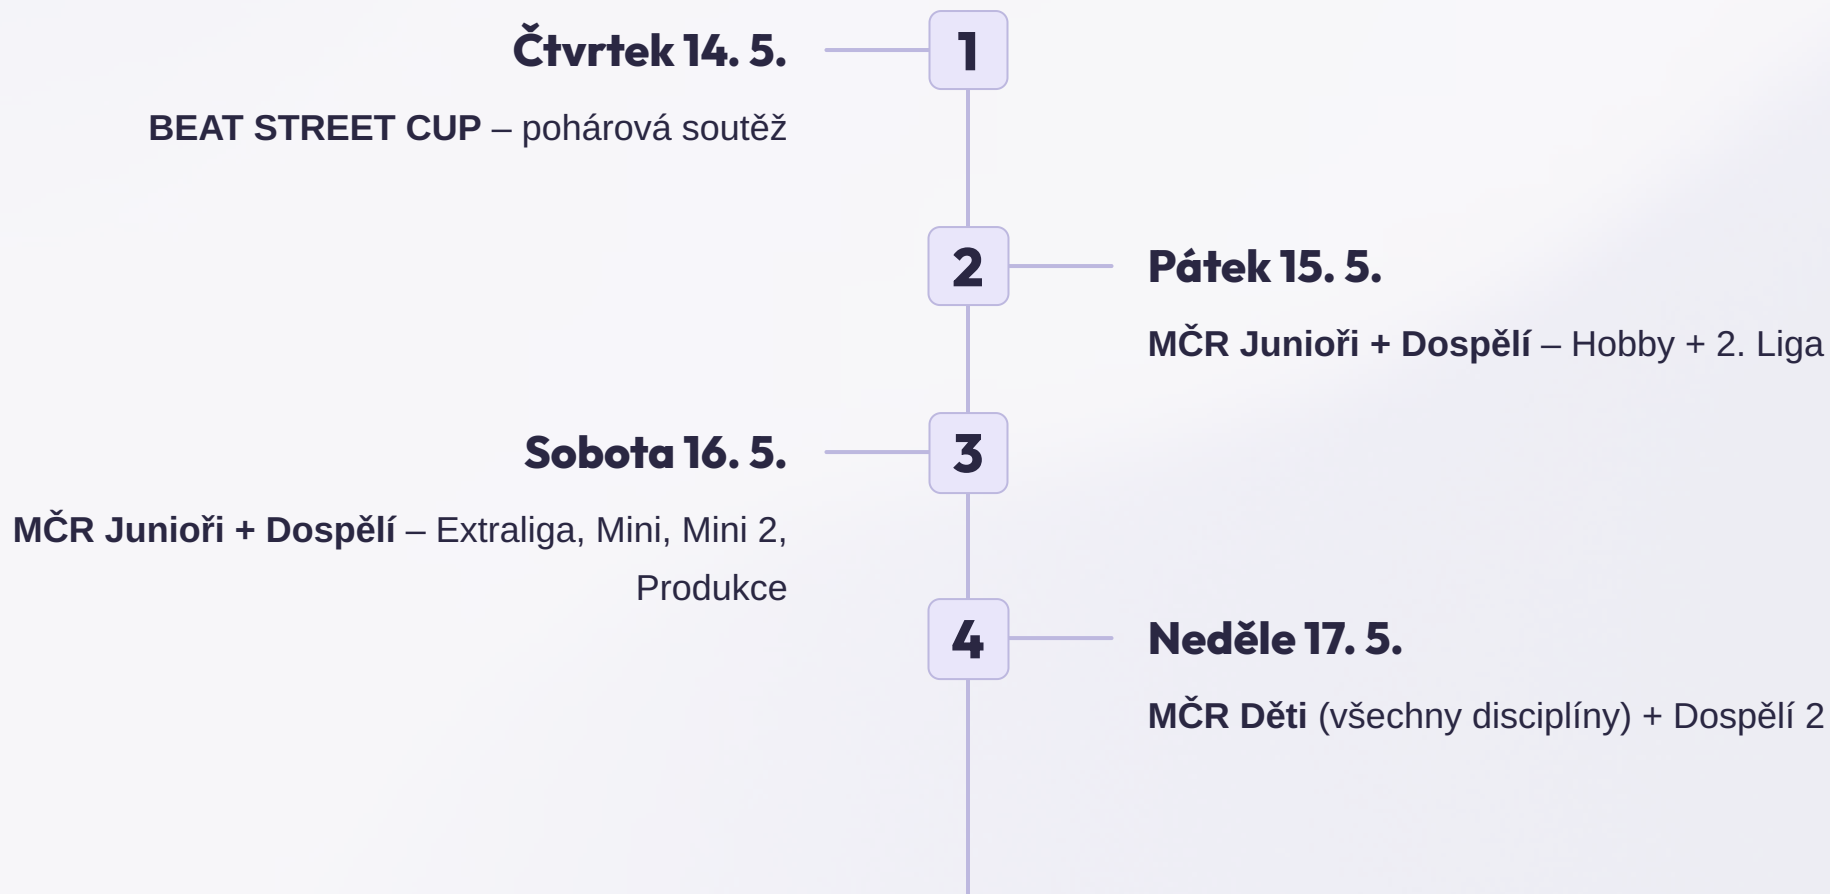 Čtvrtek 14. 5.
1
BEAT STREET CUP – pohárová soutěž
2
Pátek 15. 5.
MČR Junioři + Dospělí – Hobby + 2. Liga
Sobota 16. 5.
3
MČR Junioři + Dospělí – Extraliga, Mini, Mini 2,
Produkce
4
Neděle 17. 5.
MČR Děti (všechny disciplíny) + Dospělí 2